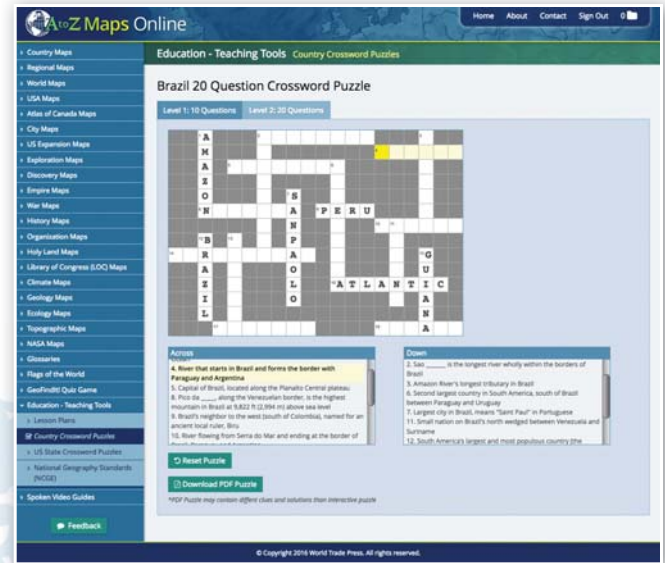 AtoZ Maps Online
Home About Contact Sign Out 0
Country Maps
Regional Maps
World Maps
USA Maps
Atlas of Canada Maps
City Maps
US Expansion Maps
Exploration Maps
Discovery Maps
Empire Maps
War Maps
History Maps
Organization Maps
Holy Land Maps
Library of Congress (LOC) Maps
Climate Maps
Geology Maps
Ecology Maps
Topographic Maps
NASA Maps
Glossaries
Flags of the World
GeoFindIt! Quiz Game
Education - Teaching Tools
Lesson Plans
Country Crossword Puzzles
US State Crossword Puzzles
National Geography Standards
(NCGE)
Spoken Video Guides
Feedback
Education - Teaching Tools Country Crossword Puzzles
Brazil 20 Question Crossword Puzzle
Level 1: 10 Questions Level 2: 20 Questions
AMAZON
SAN PAOLO
PERU
BRAZIL
GUIANA
ATLANTIC
Across
4. River that starts in Brazil and forms the border with
Paraguay and Argentina
5. Capital of Brazil, located along the Planalto Central plateau
8. Pico da _____, along the Venezuelan border, is the highest
mountain in Brazil at 9,822 ft (2,994 m) above sea level
9. Brazil's neighbor to the west (south of Colombia), named for an
ancient local ruler, Biru
10. River flowing from Serra do Mar and ending at the border of
Down
2. Sao ______ is the longest river wholly within the borders of
Brazil
3. Amazon River's longest tributary in Brazil
6. Second largest country in South America, south of Brazil
between Paraguay and Uruguay
7. Largest city in Brazil, means "Saint Paul" in Portuguese
11. Small nation on Brazil's north wedged between Venezuela and
Suriname
12. South America's largest and most populous country (the
Reset Puzzle
Download PDF Puzzle
*PDF Puzzle may contain differet clues and solutions than interactive puzzle
© Copyright 2016 World Trade Press. All rights reserved.